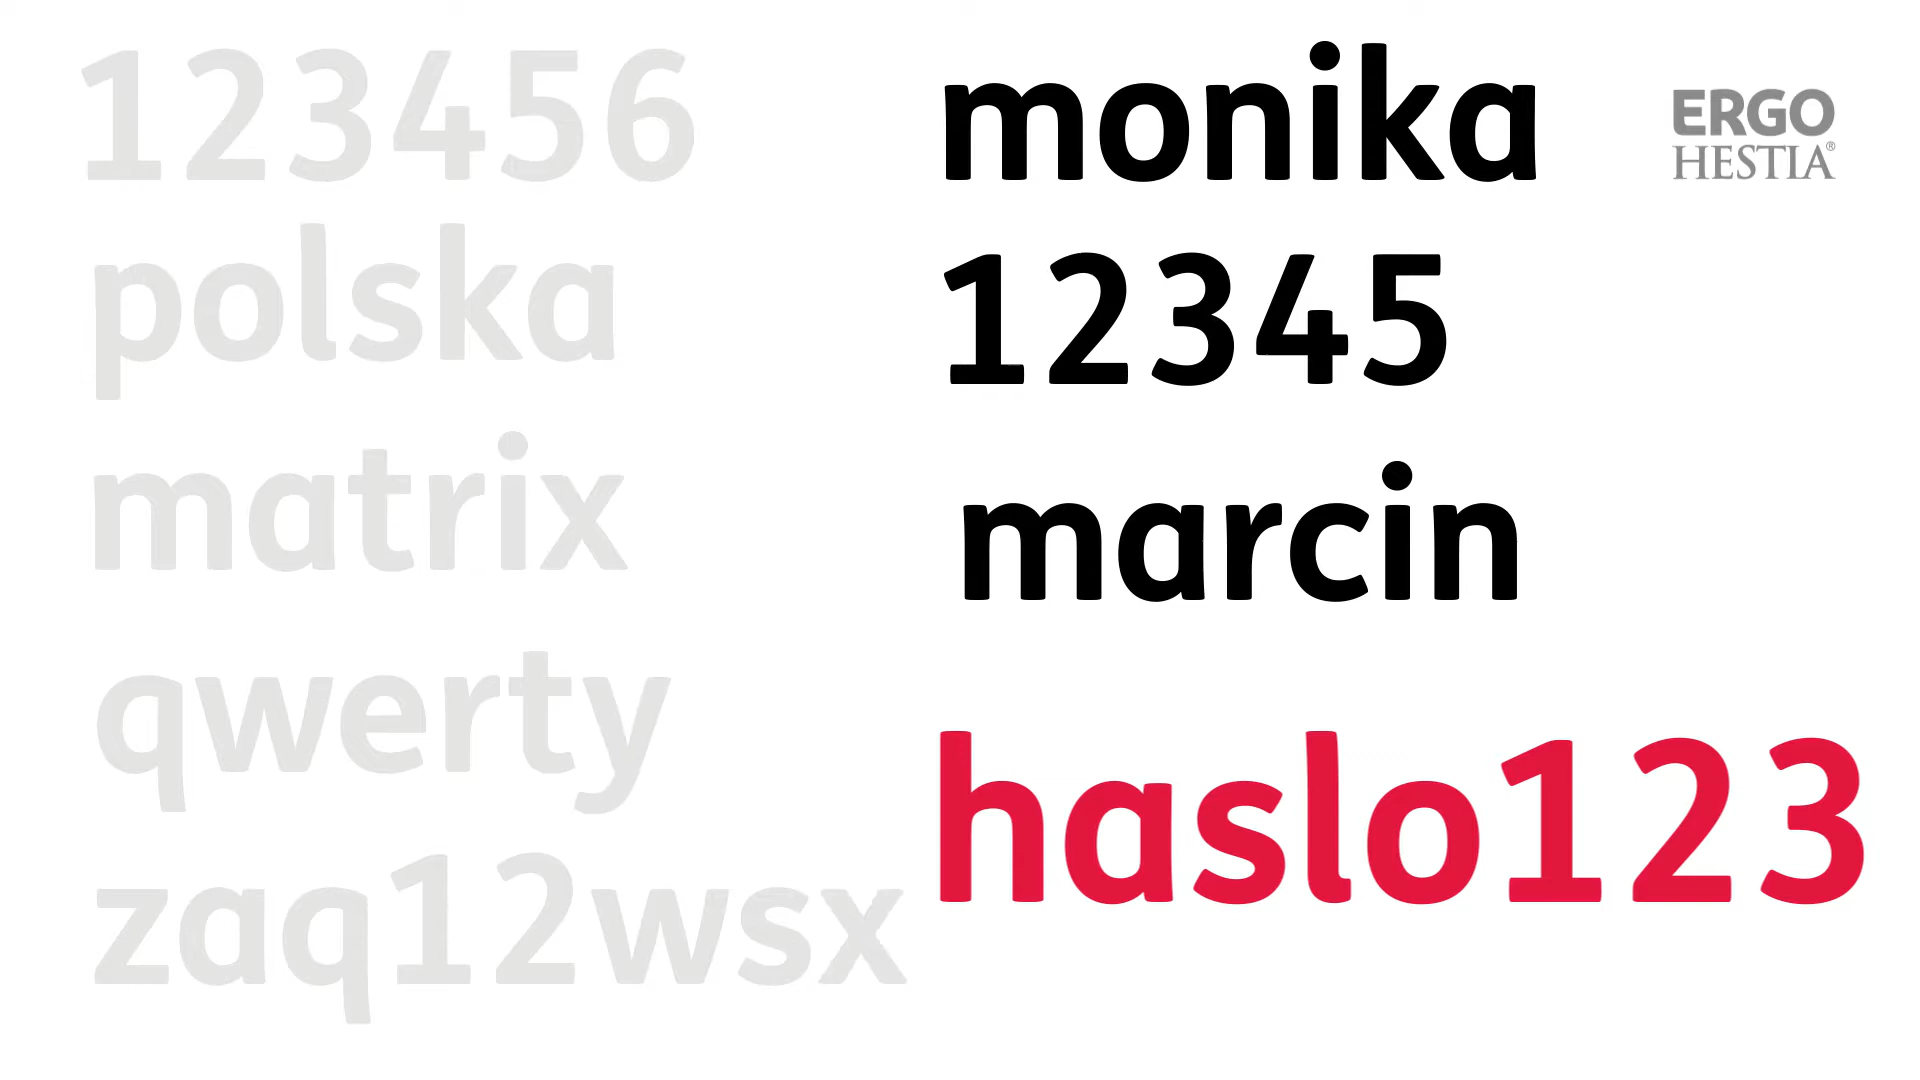 123456
polska
matrix
qwerty
zaq12wsx
monika
12345
marcin
haslo123
ERGO
HESTIA®